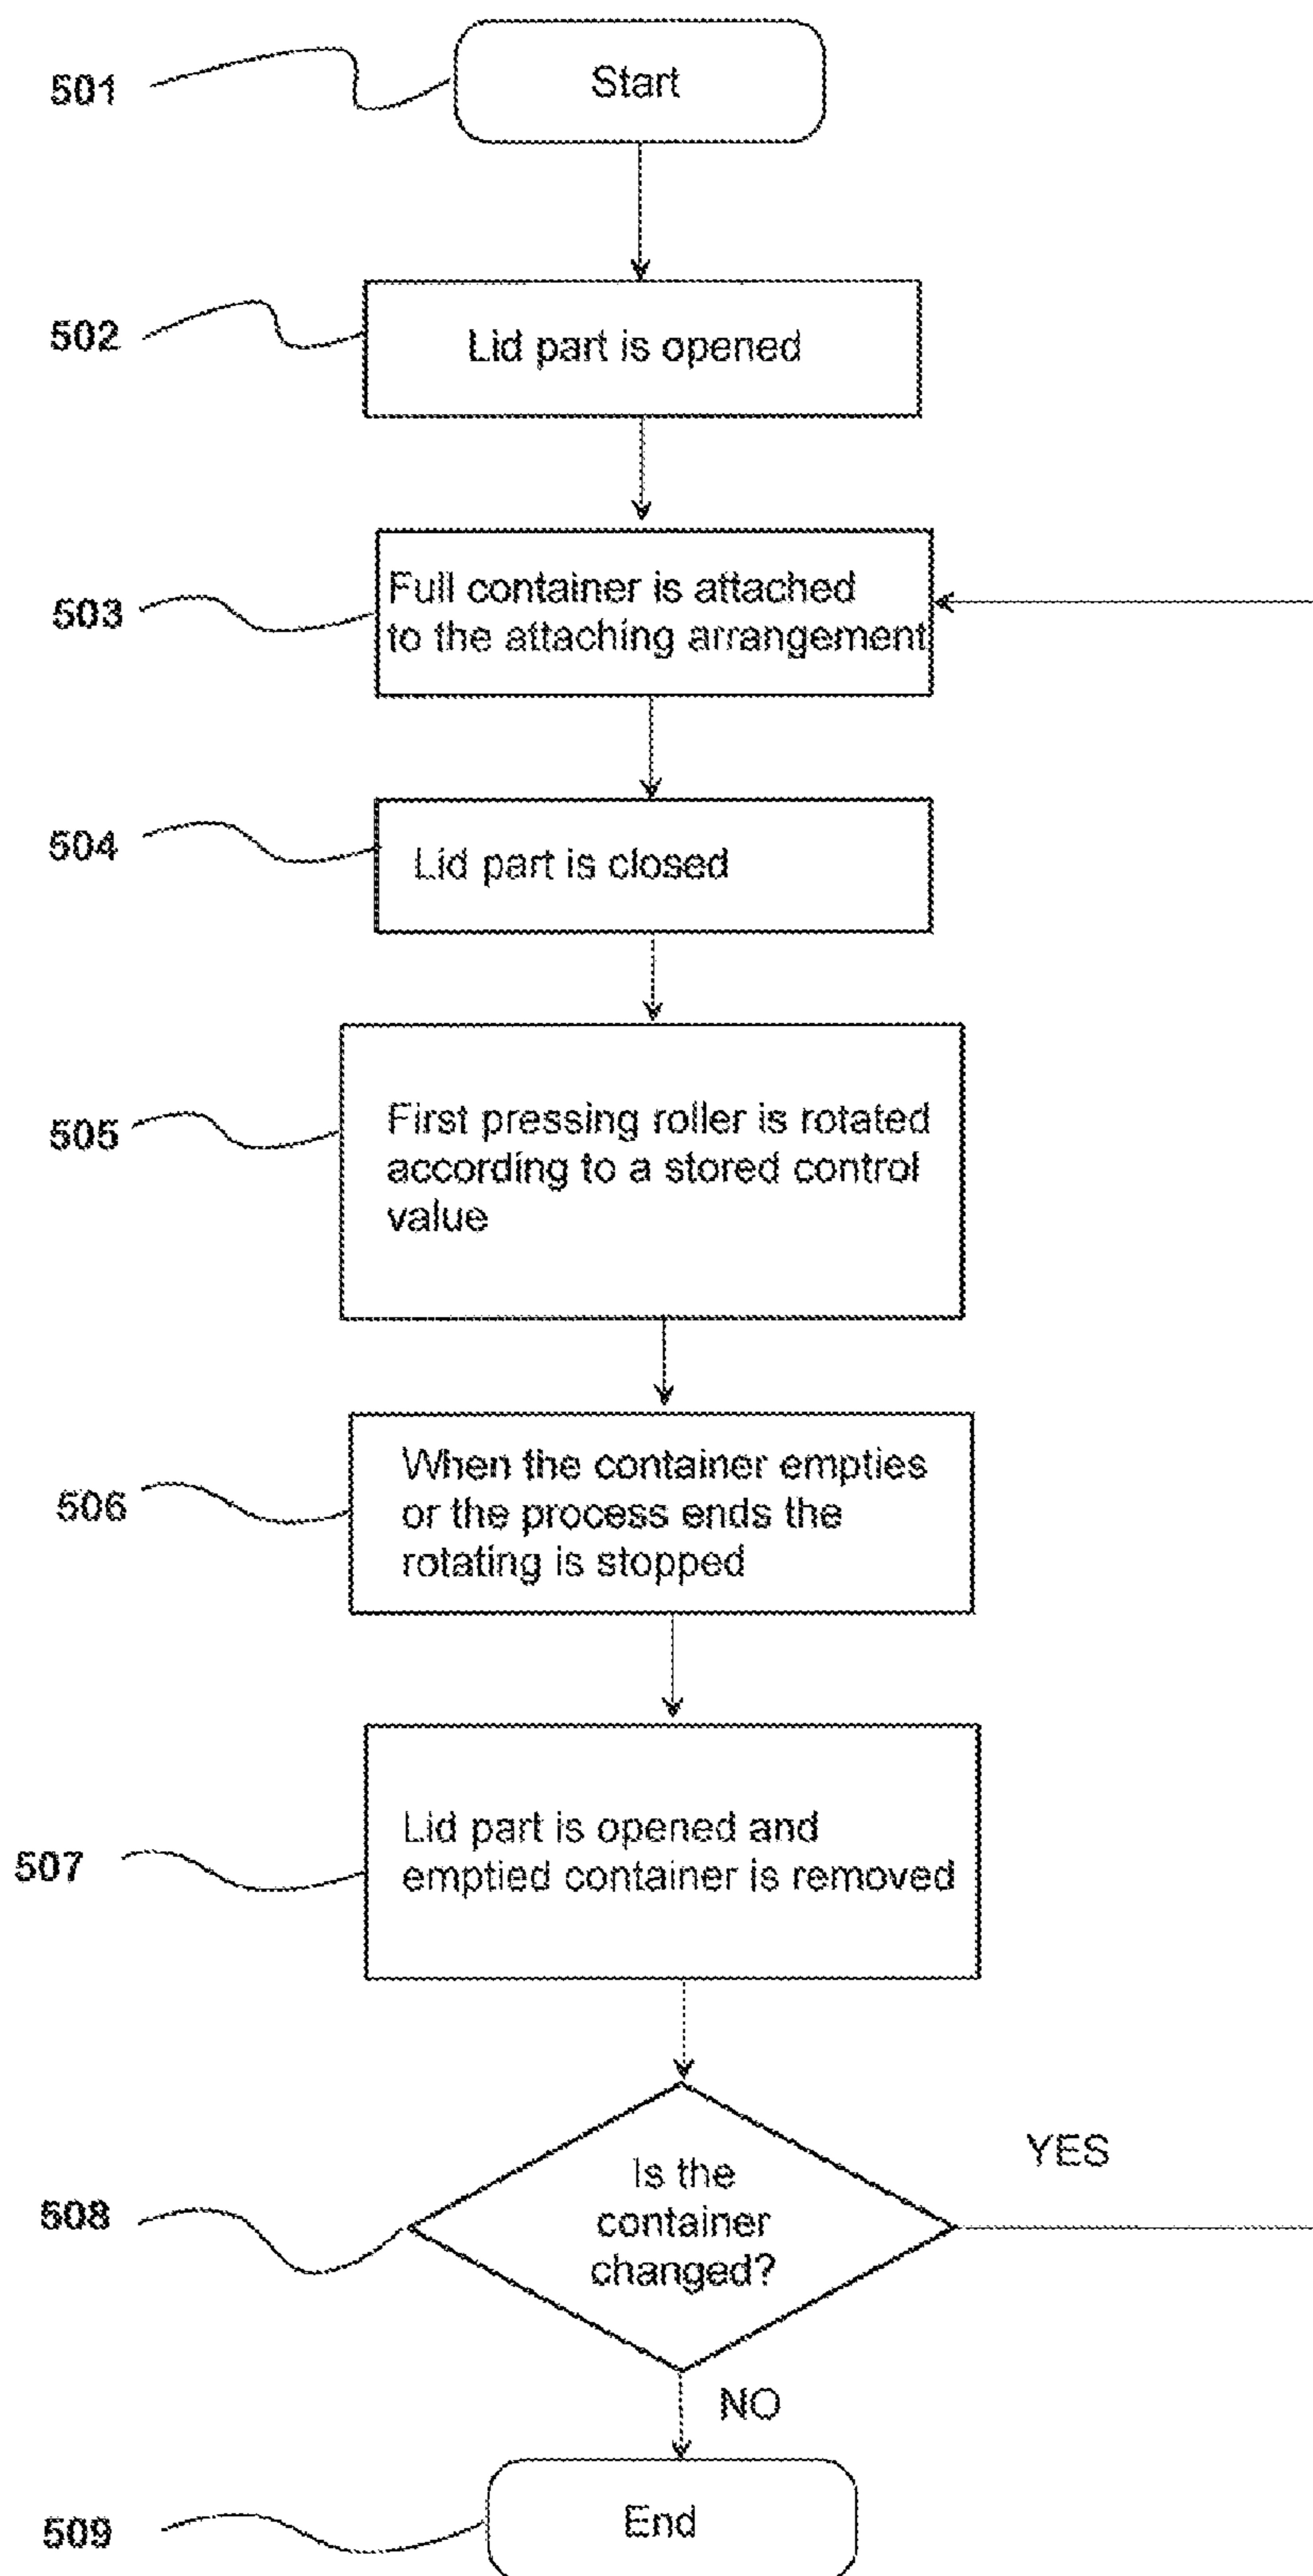 501
Start
502
Lid part is opened
503
Full container is attached
to the attaching arrangement
504
Lid part is closed
505
First pressing roller is rotated
according to a stored control
value
506
When the container empties
or the process ends the
rotating is stopped
507
Lid part is opened and
emptied container is removed
YES
508
Is the
container
changed?
NO
509
End